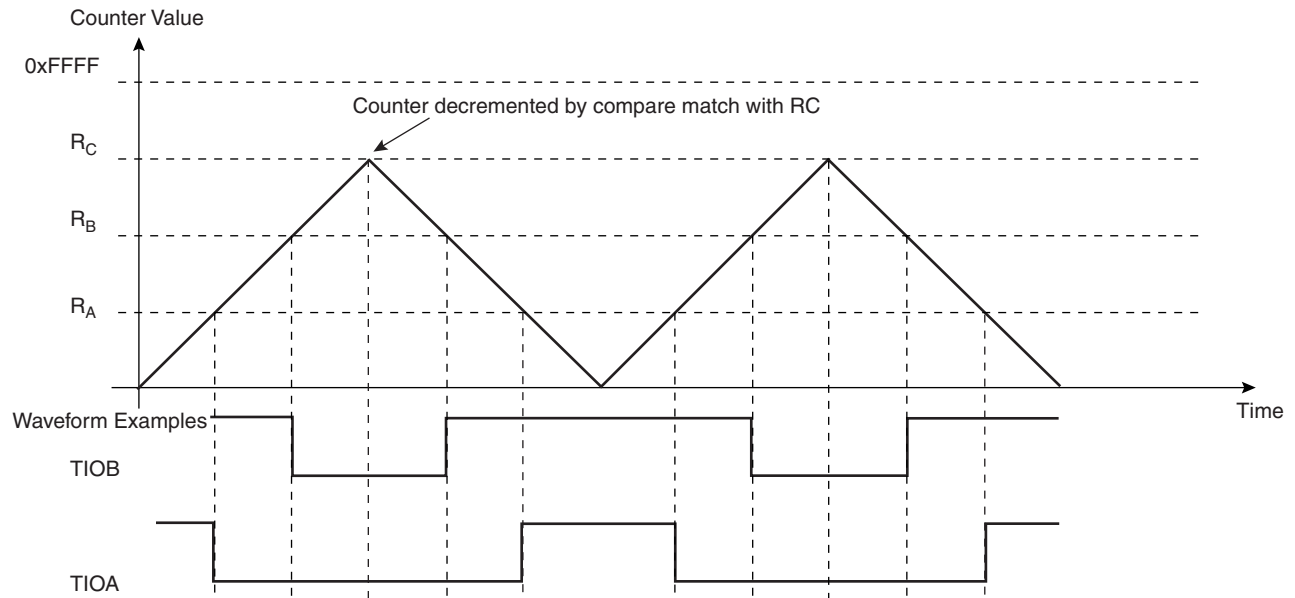 Counter Value
0xFFFF
Counter decremented by compare match with RC
RC
RB
RA
Time
Waveform Examples
TIOB
TIOA